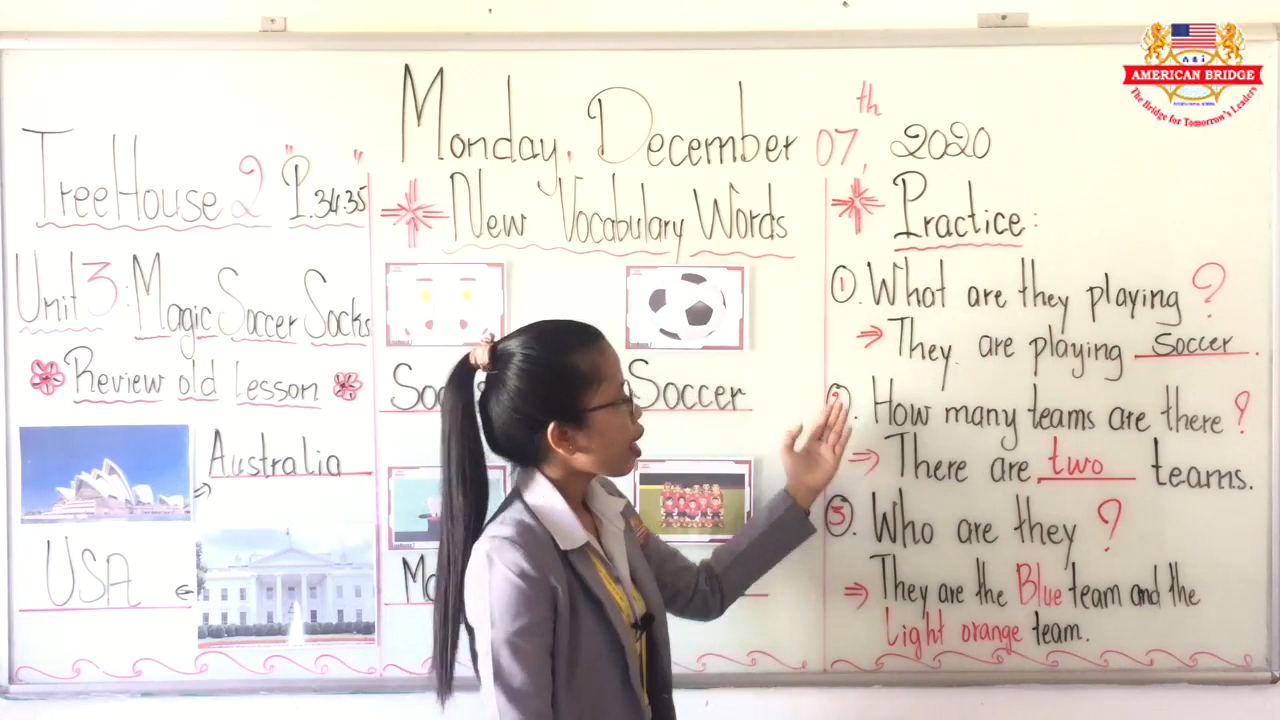 AMERICAN BRIDGE
The Bridge for Tomorrow's Leaders
Monday, December 07th, 2020
TreeHouse 2 "P.34-35"
Unit 3: Magic Soccer Socks
Review old lesson
Australia
USA
New Vocabulary Words
Soccer
Practice:
1. What are they playing?
⇒ They are playing soccer.
2. How many teams are there?
⇒ There are two teams.
3. Who are they?
⇒ They are the Blue team and the
Light orange team.